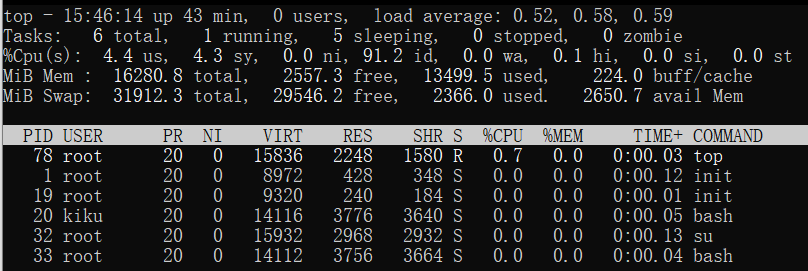 top - 15:46:14 up 43 min,  0 users,  load average: 0.52, 0.58, 0.59
Tasks:   6 total,   1 running,   5 sleeping,   0 stopped,   0 zombie
%Cpu(s):  4.4 us,  4.3 sy,  0.0 ni, 91.2 id,  0.0 wa,  0.1 hi,  0.0 si,  0.0 st
MiB Mem :  16280.8 total,   2557.3 free,  13499.5 used,    224.0 buff/cache
MiB Swap:  31912.3 total,  29546.2 free,   2366.0 used.   2650.7 avail Mem
PID USER      PR  NI    VIRT    RES    SHR S  %CPU  %MEM     TIME+ COMMAND
78 root      20   0   15836   2248   1580 R   0.7   0.0   0:00.03 top
1 root      20   0    8972    428    348 S   0.0   0.0   0:00.12 init
19 root      20   0    9320    240    184 S   0.0   0.0   0:00.01 init
20 kiku      20   0   14116   3776   3640 S   0.0   0.0   0:00.05 bash
32 root      20   0   15932   2968   2932 S   0.0   0.0   0:00.13 su
33 root      20   0   14112   3756   3664 S   0.0   0.0   0:00.04 bash